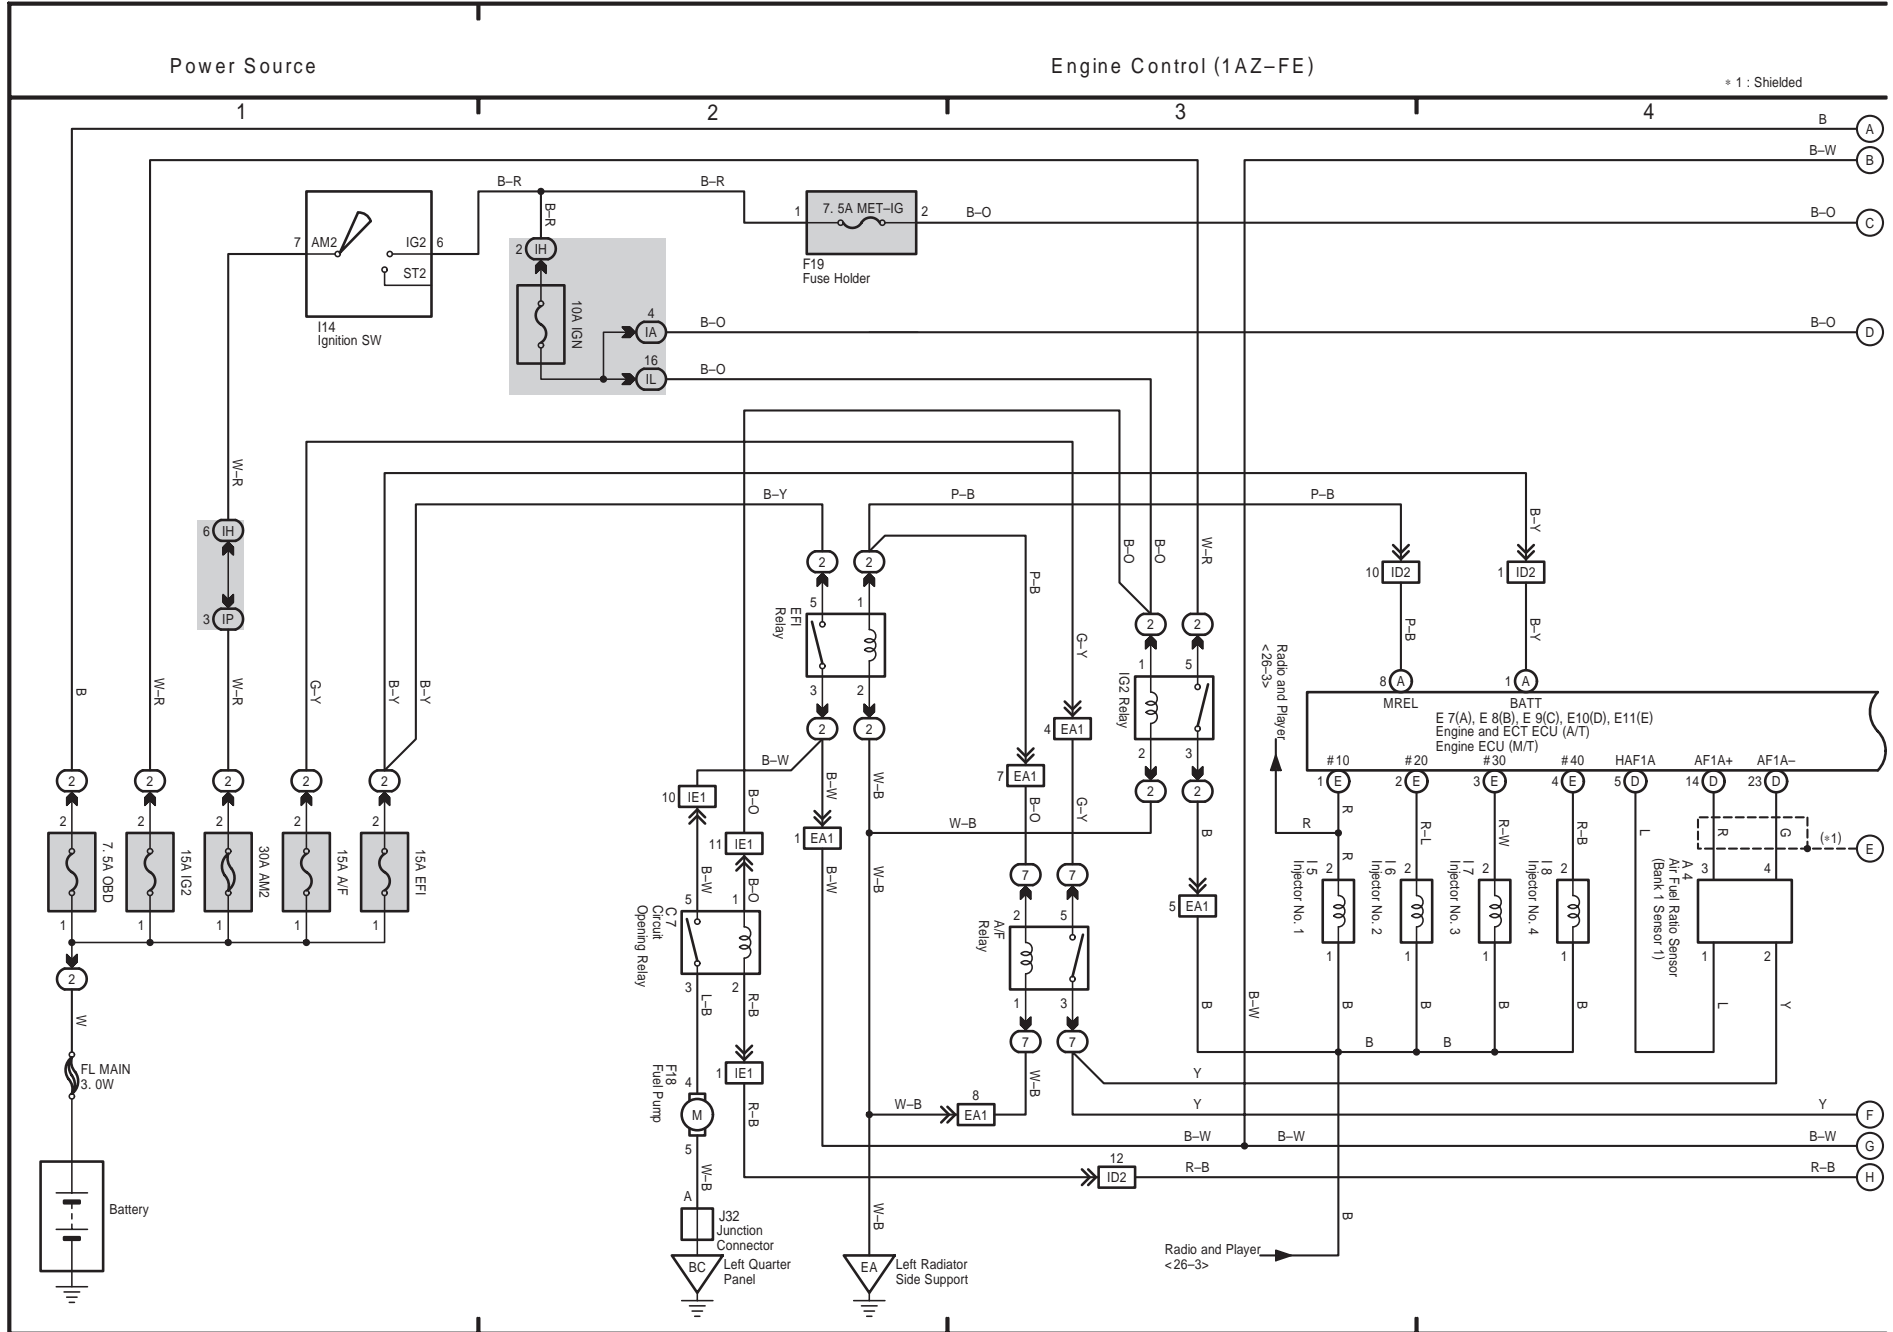 Power Source
Engine Control (1AZ–FE)
* 1 : Shielded
1
2
3
4
B
A
B–W
B
B–R
B–R
B–R
1
7. 5A MET–IG
2
B–O
B–O
C
F19
Fuse Holder
7
AM2
IG2
6
ST2
I14
Ignition SW
2
IH
10A IGN
4
IA
B–O
B–O
D
16
IL
B–O
W–R
6
IH
3
IP
B–Y
P–B
P–B
B–O
B–O
W–R
B–Y
2
2
P–B
10
ID2
1
ID2
5
1
EFI
Relay
3
2
2
2
G–Y
2
2
1
5
IG2 Relay
2
3
2
2
Radio and Player
<26–3>
P–B
B–Y
8
A
1
A
MREL
BATT
E 7(A), E 8(B), E 9(C), E10(D), E11(E)
Engine and ECT ECU (A/T)
Engine ECU (M/T)
#10
#20
#30
#40
HAF1A
AF1A+
AF1A–
1
E
2
E
3
E
4
E
5
D
14
D
23
D
B
W–R
W–R
G–Y
B–Y
B–Y
2
2
2
2
2
2
2
2
2
2
7. 5A OBD
15A IG2
30A AM2
15A A/F
15A EFI
1
1
1
1
1
2
W
FL MAIN
3. 0W
Battery
B–W
10
IE1
B–O
B–W
W–B
4
EA1
7
EA1
11
IE1
1
EA1
B–O
G–Y
W–B
B
B–W
B–O
B–W
W–B
5
1
C 7
Circuit
Opening Relay
3
2
L–B
R–B
7
7
2
5
A/F
Relay
1
3
7
7
5
EA1
B
B–W
R
R
R
R–L
R–W
R–B
L
R
G
(*1)
E
2
2
2
2
3
4
I 5
Injector No. 1
I 6
Injector No. 2
I 7
Injector No. 3
I 8
Injector No. 4
A 4
Air Fuel Ratio Sensor
(Bank 1 Sensor 1)
1
1
1
1
1
2
B
B
B
B
L
Y
B
B
F18
Fuel Pump
4
M
5
1
IE1
R–B
W–B
W–B
8
EA1
W–B
Y
Y
Y
F
B–W
B–W
B–W
G
12
ID2
R–B
R–B
H
A
J32
Junction
Connector
BC
Left Quarter
Panel
W–B
EA
Left Radiator
Side Support
B
Radio and Player
<26–3>